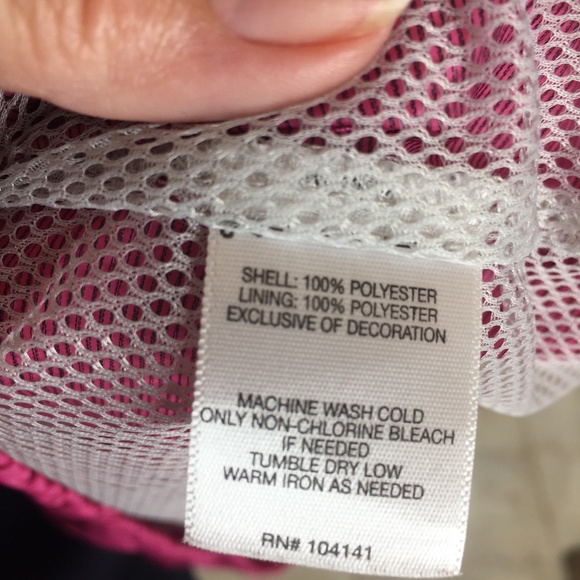 SHELL: 100% POLYESTER
LINING: 100% POLYESTER
EXCLUSIVE OF DECORATION
MACHINE WASH COLD
ONLY NON-CHLORINE BLEACH
IF NEEDED
TUMBLE DRY LOW
WARM IRON AS NEEDED
RN# 104141